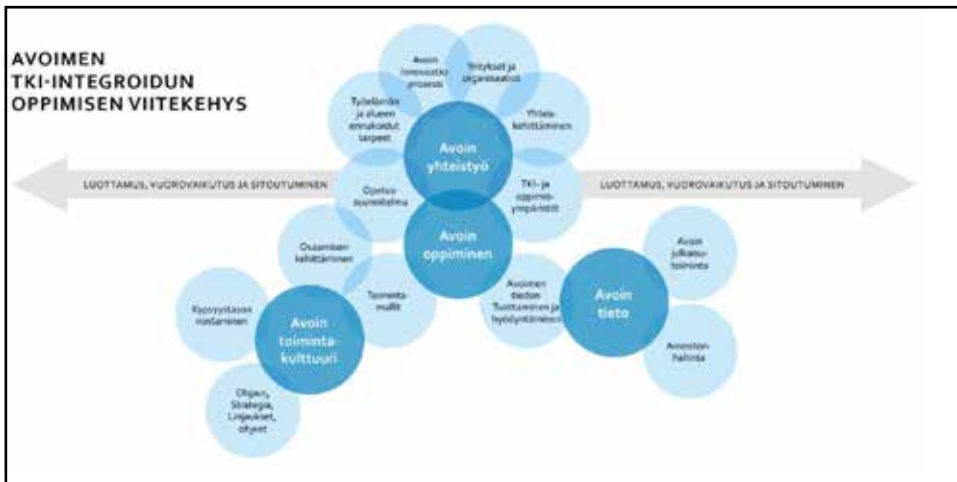 AVOIMEN
TKI-INTEGROIDUN
OPPIMISEN VIITEKEHYS
Avoin
innovaatio
prosessi
Yritykset ja
organisaatiot
Työelämän
ja alueen
ennakoidut
tarpeet
Yhteis-
kehittäminen
Avoin
yhteistyö
LUOTTAMUS, VUOROVAIKUTUS JA SITOUTUMINEN
Opetus-
suunnitelma
TKI- ja
oppimis-
ympäristöt
LUOTTAMUS, VUOROVAIKUTUS JA SITOUTUMINEN
Avoin
oppiminen
Osaamisen
kehittäminen
Avoin
julkaisu-
toiminta
Toiminta-
mallit
Avoimen
tiedon
Tuottaminen ja
hyödyntäminen
Avoin
tieto
Kypsyystason
nostaminen
Avoin
toiminta-
kulttuuri
Aineiston-
hallinta
Ohjaus,
Strategia,
Linjaukset,
ohjeet